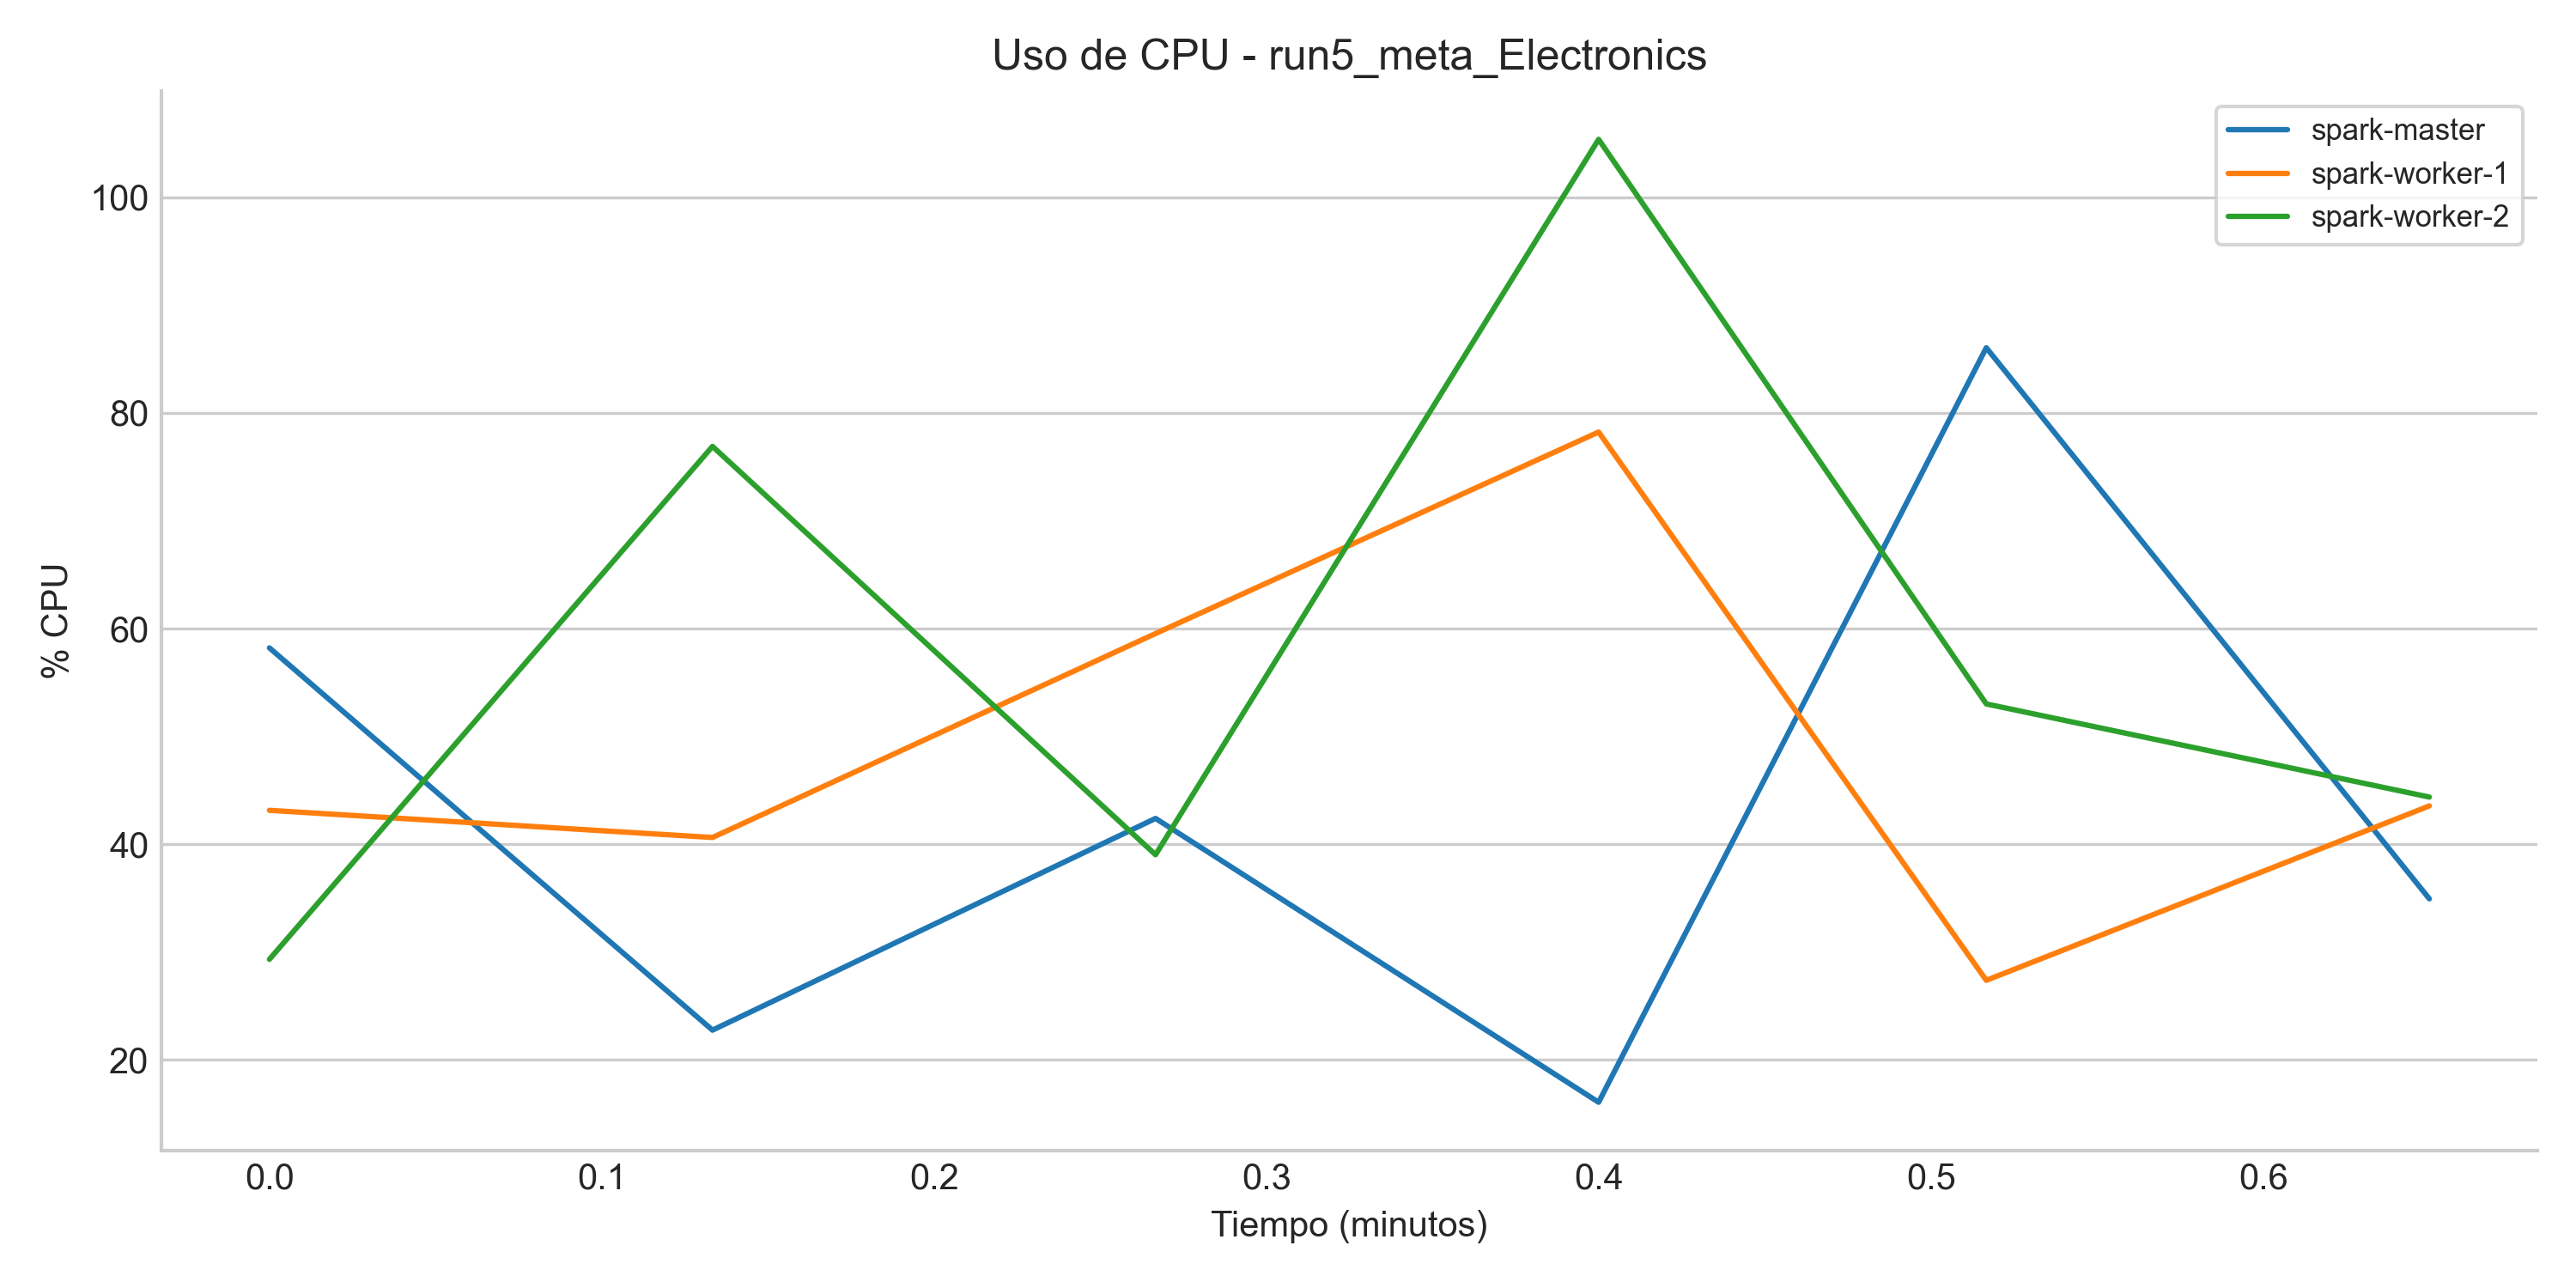 Uso de CPU - run5_meta_Electronics
spark-master
spark-worker-1
spark-worker-2
% CPU
100
80
60
40
20
0.0 0.1 0.2 0.3 0.4 0.5 0.6
Tiempo (minutos)